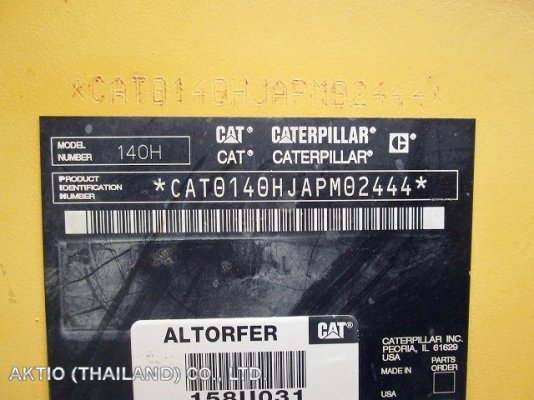 *CAT0140HJAPM02444*
MODEL NUMBER 140H
CAT CATERPILLAR C
CAT® CATERPILLAR®
PRODUCT IDENTIFICATION NUMBER *CAT0140HJAPM02444*
ALTORFER CAT
158U031
CATERPILLAR INC.
PEORIA, IL 61629
USA
MADE IN USA
PARTS ORDER
AKTIO (THAILAND) CO., LTD